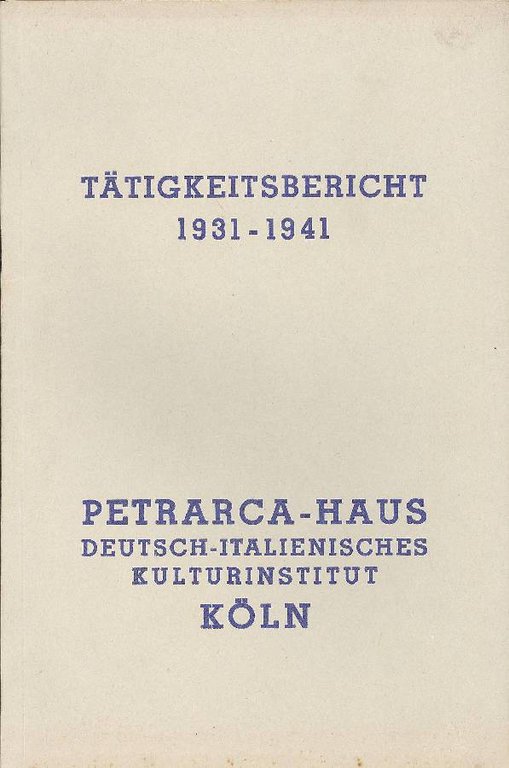 TÄTIGKEITSBERICHT
1931-1941
PETRARCA-HAUS
DEUTSCH-ITALIENISCHES
KULTURINSTITUT
KÖLN